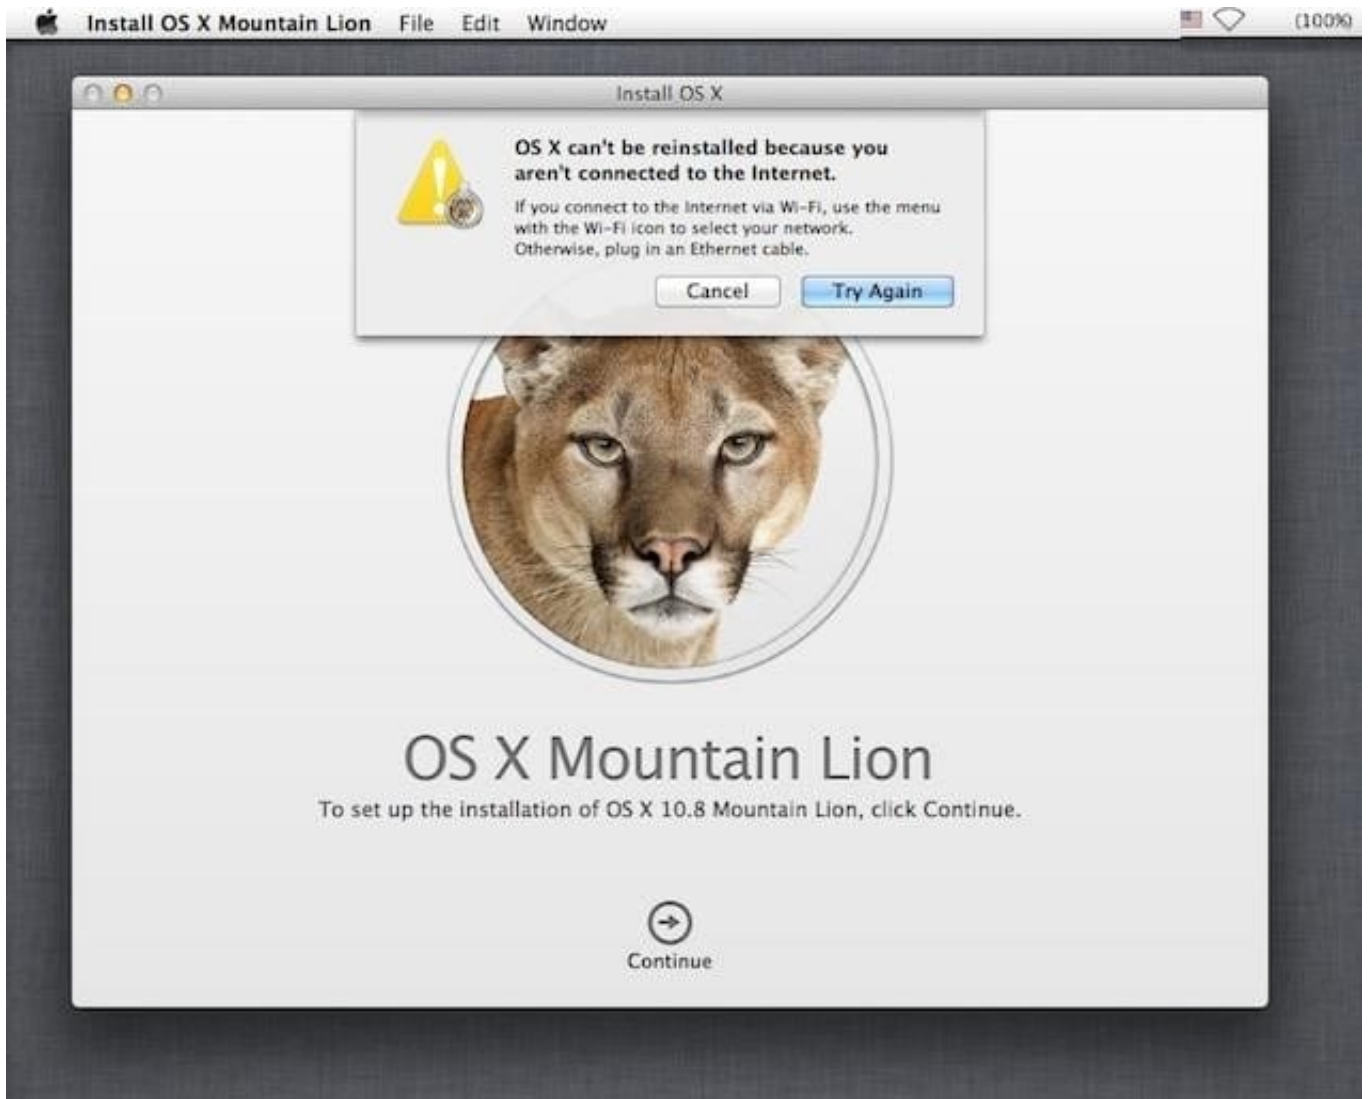 Install OS X Mountain Lion File Edit Window (100%)
Install OS X
OS X can't be reinstalled because you
aren't connected to the Internet.
If you connect to the Internet via Wi-Fi, use the menu
with the Wi-Fi icon to select your network.
Otherwise, plug in an Ethernet cable.
Cancel Try Again
OS X Mountain Lion
To set up the installation of OS X 10.8 Mountain Lion, click Continue.
Continue